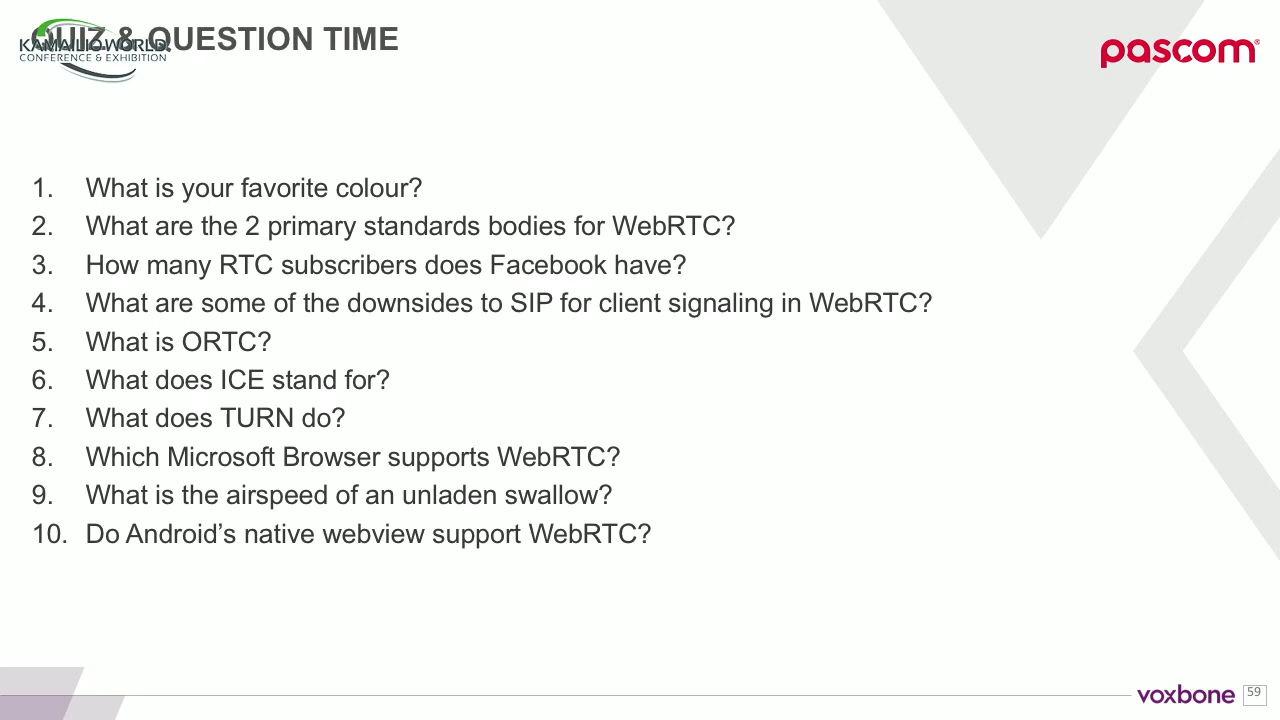 QUIZ & QUESTION TIME
KAMAILIO WORLD
CONFERENCE & EXHIBITION
pascom®
1. What is your favorite colour?
2. What are the 2 primary standards bodies for WebRTC?
3. How many RTC subscribers does Facebook have?
4. What are some of the downsides to SIP for client signaling in WebRTC?
5. What is ORTC?
6. What does ICE stand for?
7. What does TURN do?
8. Which Microsoft Browser supports WebRTC?
9. What is the airspeed of an unladen swallow?
10. Do Android’s native webview support WebRTC?
voxbone 59